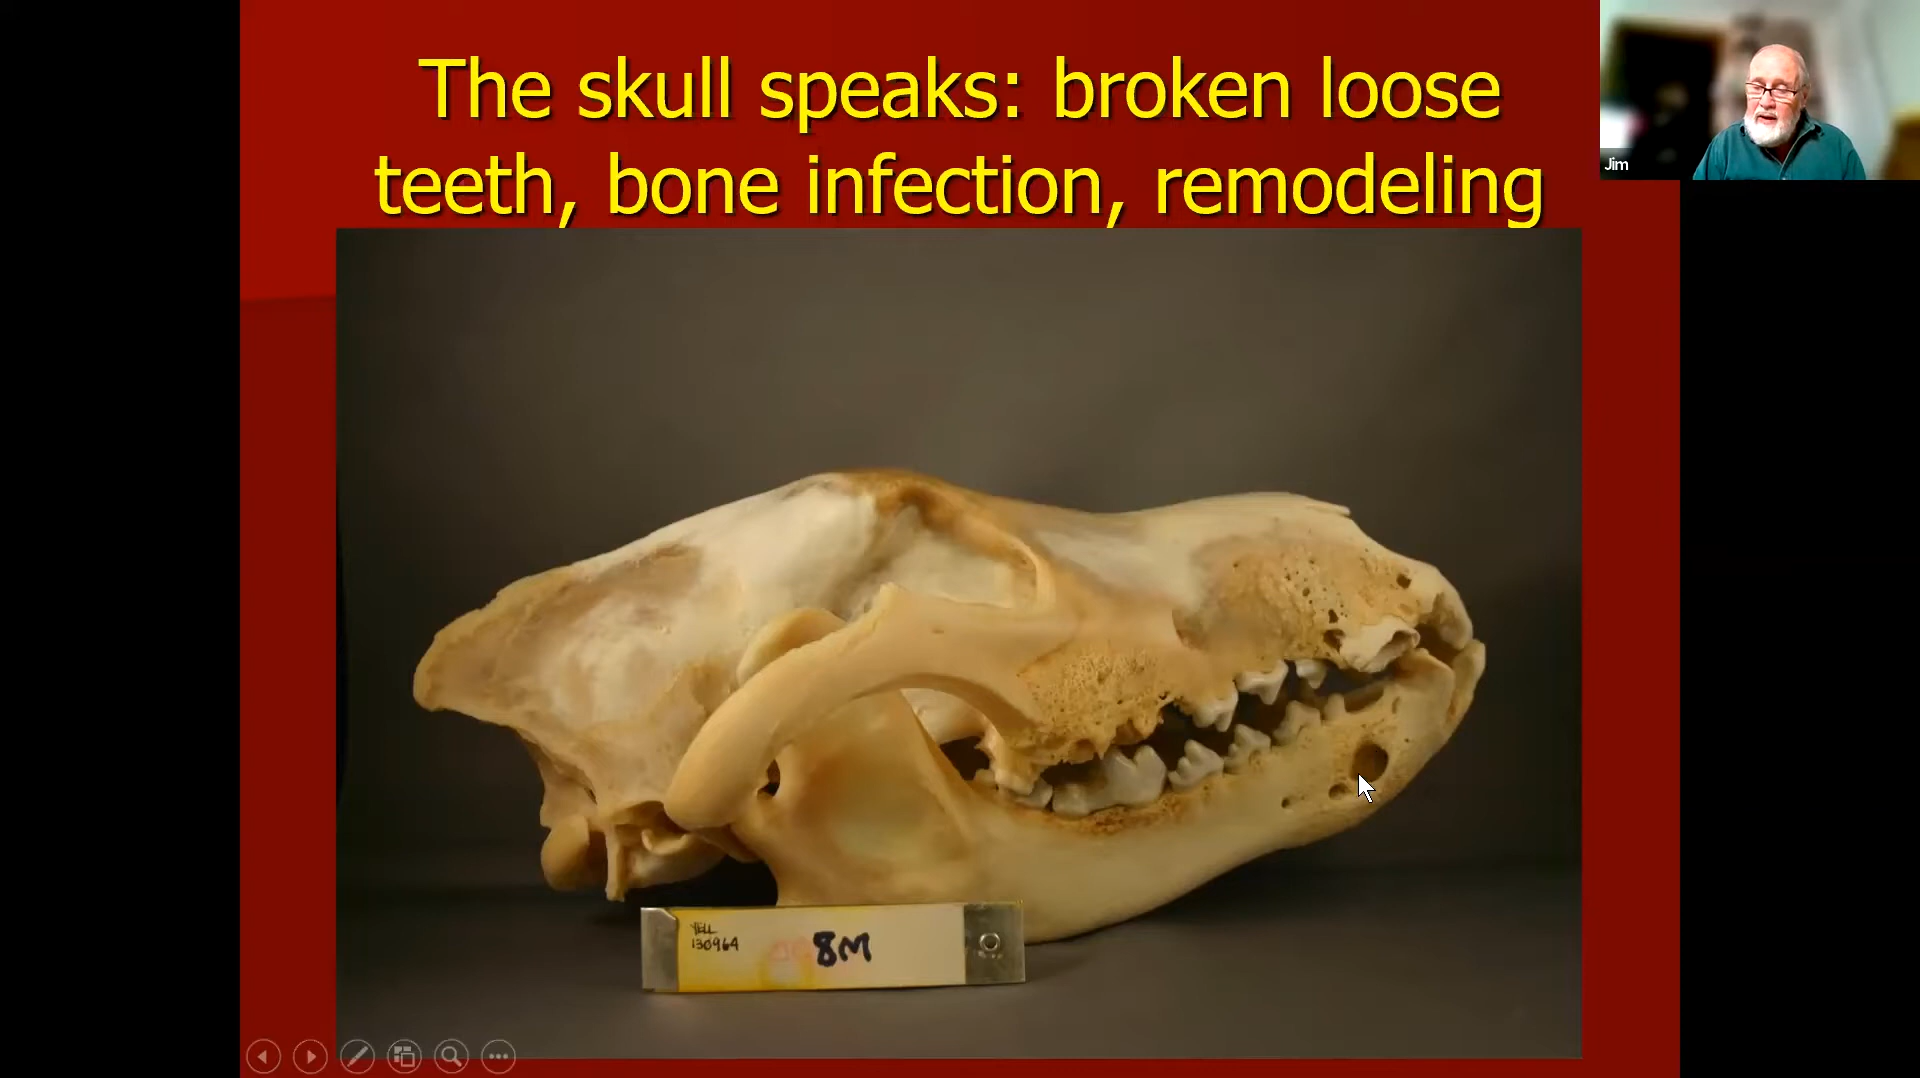 The skull speaks: broken loose
teeth, bone infection, remodeling
Jim
YELL
130964
8M